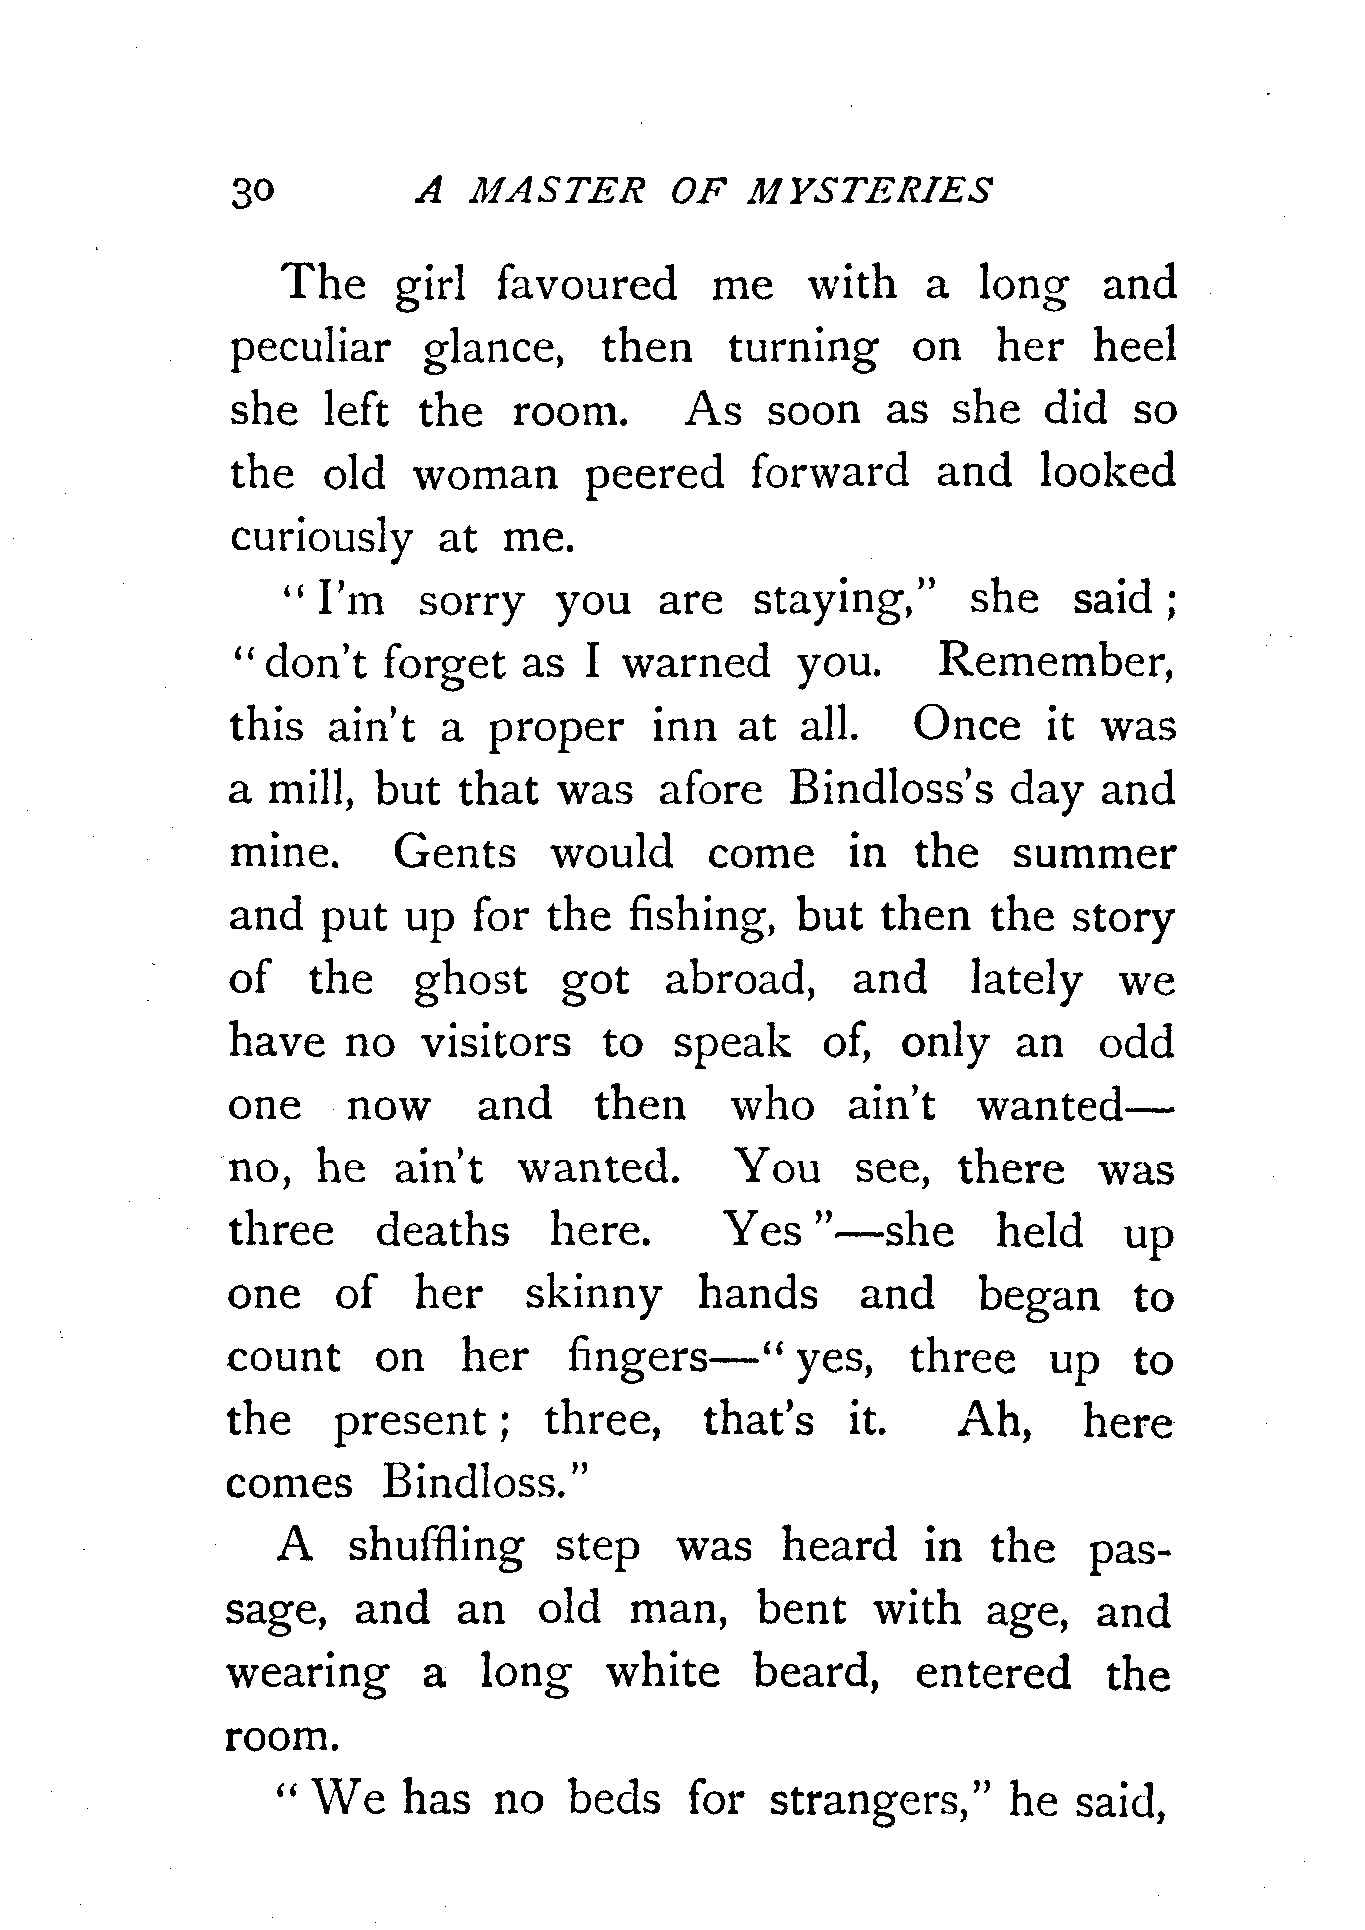 30 A MASTER OF MYSTERIES
The girl favoured me with a long and
peculiar glance, then turning on her heel
she left the room. As soon as she did so
the old woman peered forward and looked
curiously at me.
“ I'm sorry you are staying,” she said ;
“ don't forget as I warned you. Remember,
this ain't a proper inn at all. Once it was
a mill, but that was afore Bindloss's day and
mine. Gents would come in the summer
and put up for the fishing, but then the story
of the ghost got abroad, and lately we
have no visitors to speak of, only an odd
one now and then who ain't wanted—
no, he ain't wanted. You see, there was
three deaths here. Yes ”—she held up
one of her skinny hands and began to
count on her fingers—“ yes, three up to
the present ; three, that's it. Ah, here
comes Bindloss.”
A shuffling step was heard in the pas-
sage, and an old man, bent with age, and
wearing a long white beard, entered the
room.
“ We has no beds for strangers,” he said,